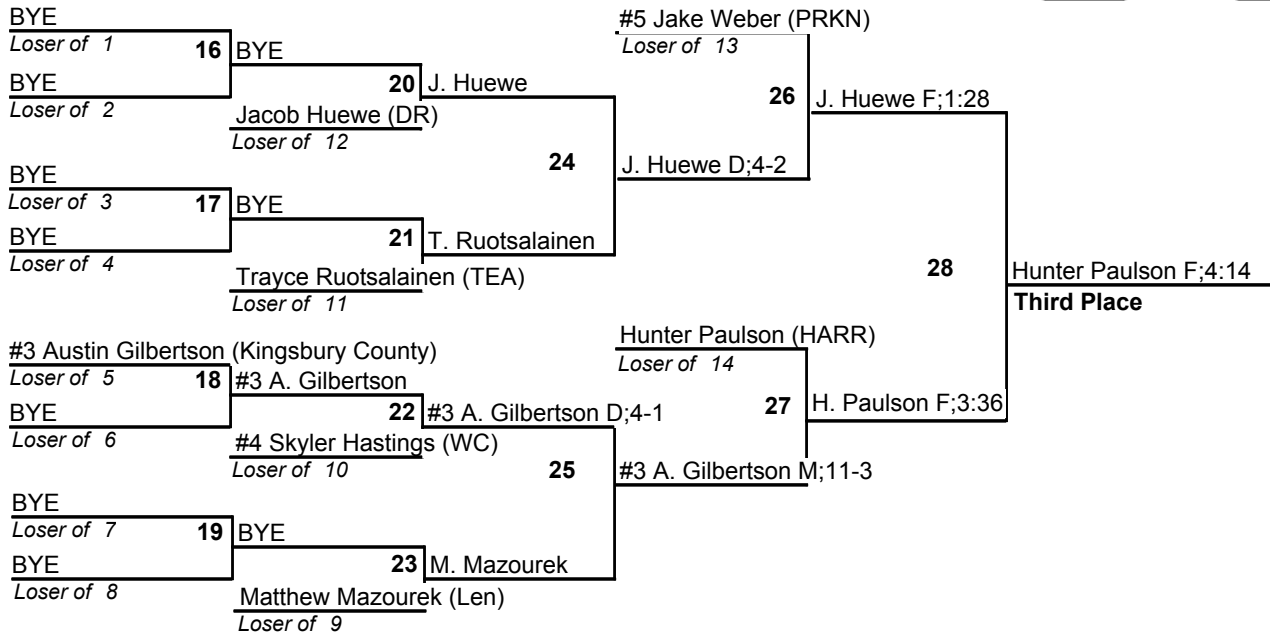 BYE
Loser of 1
16 BYE
BYE
Loser of 2
20 J. Huewe
Jacob Huewe (DR)
Loser of 12
BYE
Loser of 3
17 BYE
BYE
Loser of 4
21 T. Ruotsalainen
Trayce Ruotsalainen (TEA)
Loser of 11
24
J. Huewe D;4-2
#5 Jake Weber (PRKN)
Loser of 13
26 J. Huewe F;1:28
#3 Austin Gilbertson (Kingsbury County)
Loser of 5
18 #3 A. Gilbertson
BYE
Loser of 6
22 #3 A. Gilbertson D;4-1
#4 Skyler Hastings (WC)
Loser of 10
BYE
Loser of 7
19 BYE
BYE
Loser of 8
23 M. Mazourek
Matthew Mazourek (Len)
Loser of 9
25
#3 A. Gilbertson M;11-3
Hunter Paulson (HARR)
Loser of 14
27 H. Paulson F;3:36
28 Hunter Paulson F;4:14
Third Place